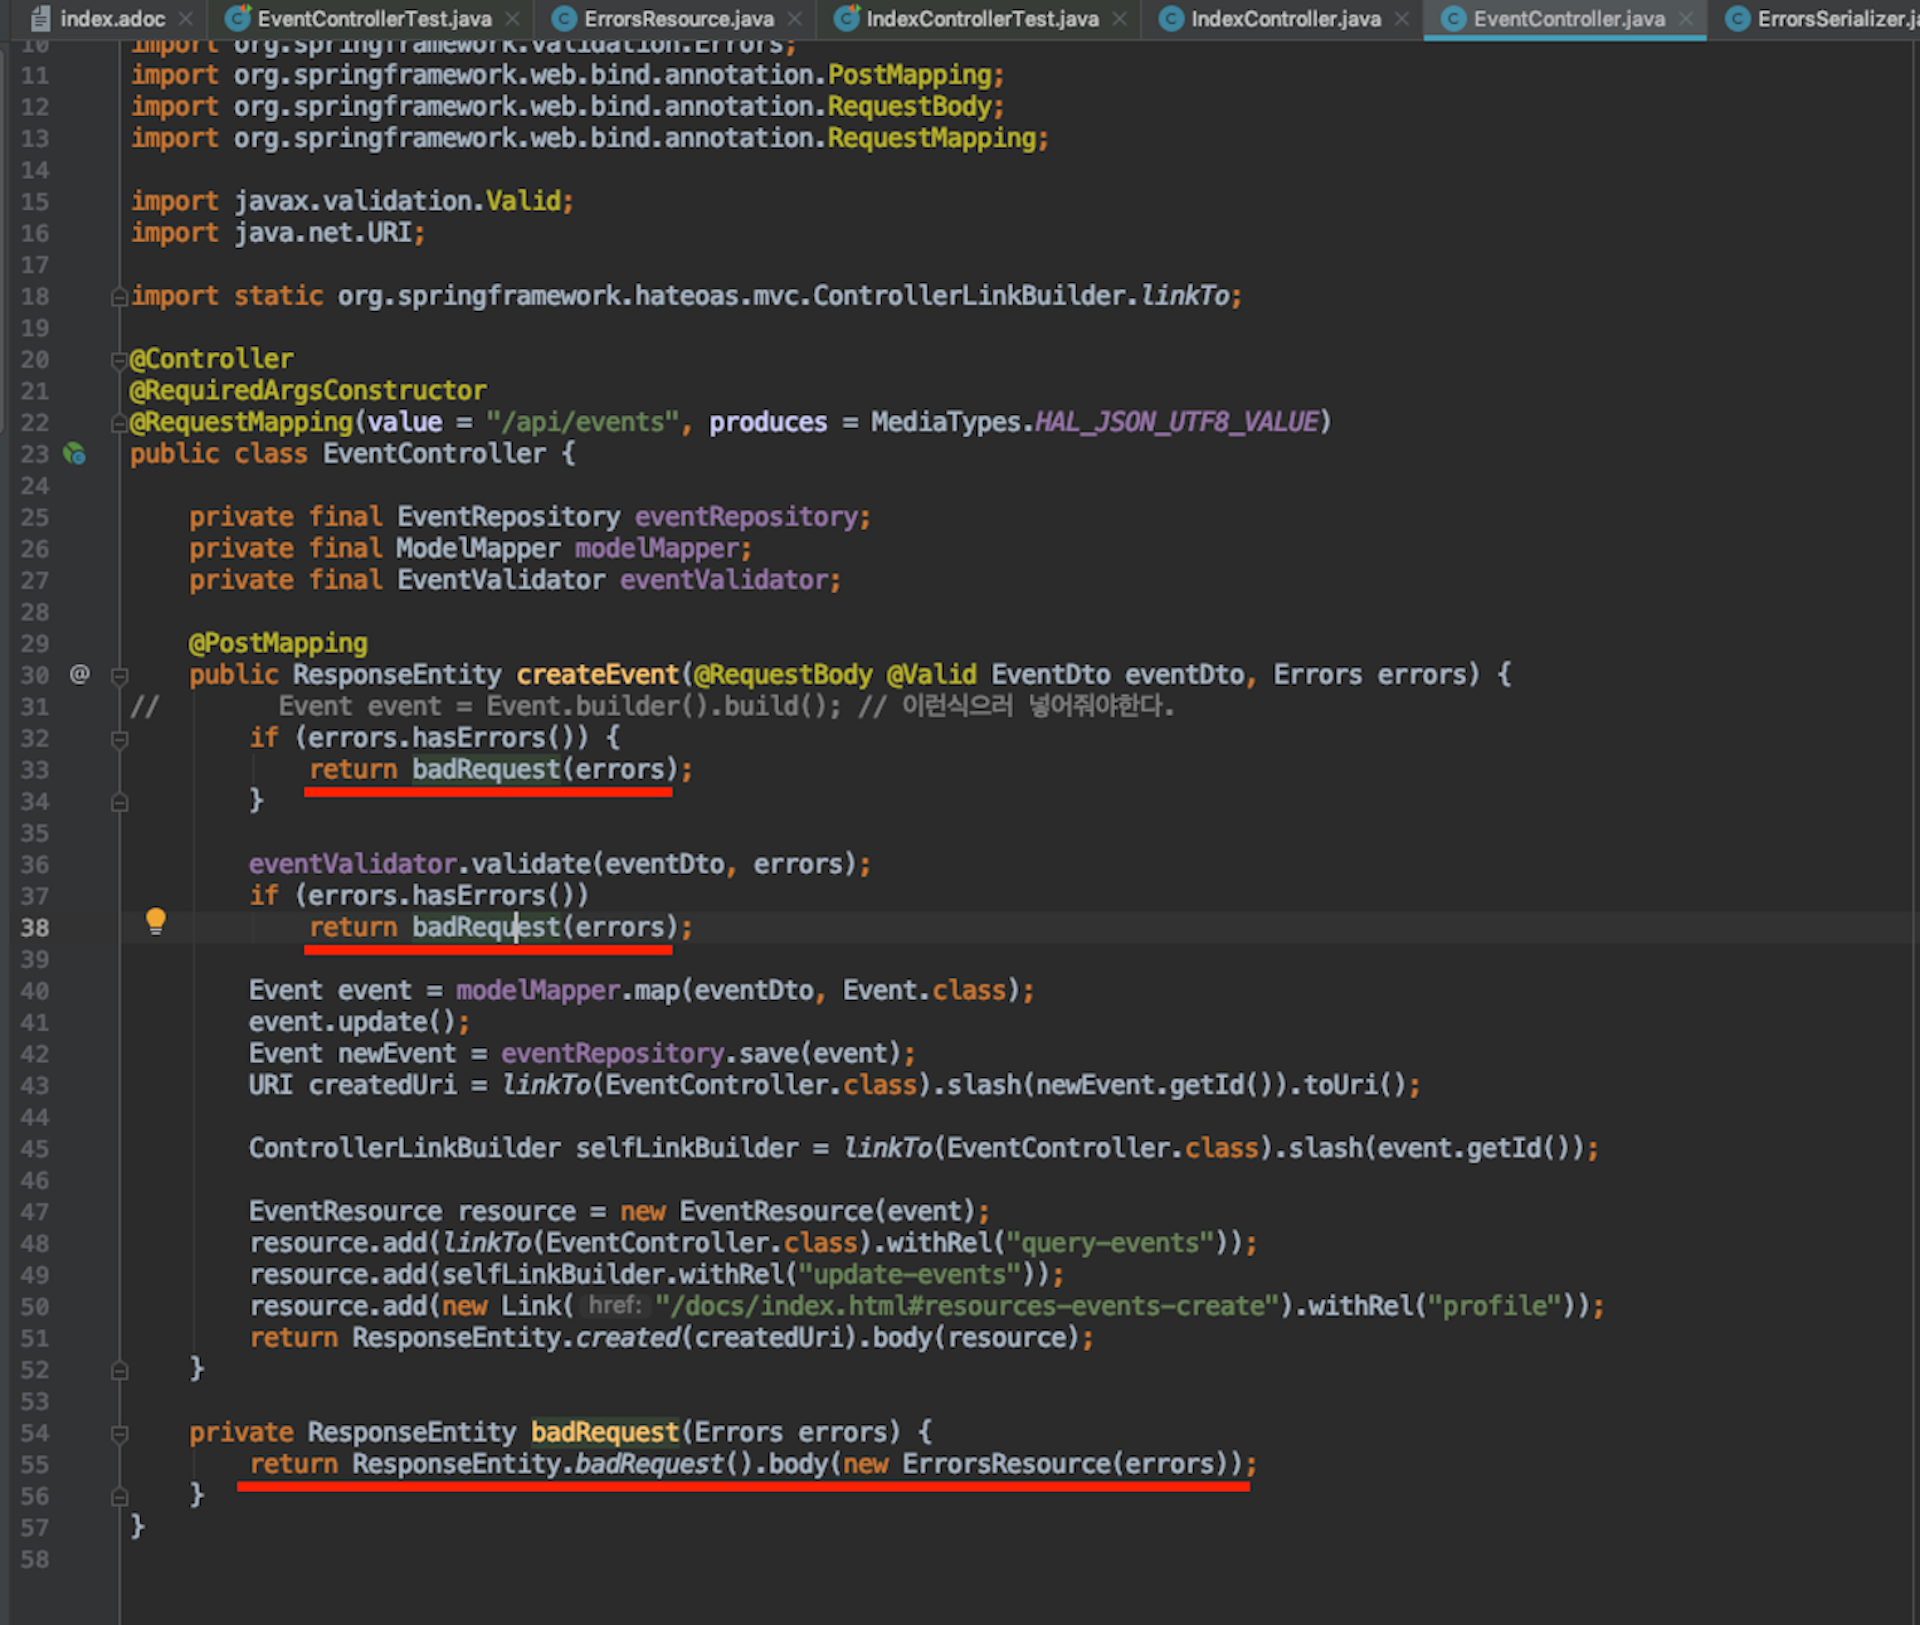 index.adoc EventControllerTest.java ErrorsResource.java IndexControllerTest.java IndexController.java EventController.java ErrorsSerializer.ja
10 import org.springframework.validation.Errors;
11 import org.springframework.web.bind.annotation.PostMapping;
12 import org.springframework.web.bind.annotation.RequestBody;
13 import org.springframework.web.bind.annotation.RequestMapping;
14
15 import javax.validation.Valid;
16 import java.net.URI;
17
18 import static org.springframework.hateoas.mvc.ControllerLinkBuilder.linkTo;
19
20 @Controller
21 @RequiredArgsConstructor
22 @RequestMapping(value = "/api/events", produces = MediaTypes.HAL_JSON_UTF8_VALUE)
23 public class EventController {
24
25 private final EventRepository eventRepository;
26 private final ModelMapper modelMapper;
27 private final EventValidator eventValidator;
28
29 @PostMapping
30 @ public ResponseEntity createEvent(@RequestBody @Valid EventDto eventDto, Errors errors) {
31 // Event event = Event.builder().build(); // 이런식으러 넣어줘야한다.
32 if (errors.hasErrors()) {
33 return badRequest(errors);
34 }
35
36 eventValidator.validate(eventDto, errors);
37 if (errors.hasErrors())
38 return badRequest(errors);
39
40 Event event = modelMapper.map(eventDto, Event.class);
41 event.update();
42 Event newEvent = eventRepository.save(event);
43 URI createdUri = linkTo(EventController.class).slash(newEvent.getId()).toUri();
44
45 ControllerLinkBuilder selfLinkBuilder = linkTo(EventController.class).slash(event.getId());
46
47 EventResource resource = new EventResource(event);
48 resource.add(linkTo(EventController.class).withRel("query-events"));
49 resource.add(selfLinkBuilder.withRel("update-events"));
50 resource.add(new Link( href: "/docs/index.html#resources-events-create").withRel("profile"));
51 return ResponseEntity.created(createdUri).body(resource);
52 }
53
54 private ResponseEntity badRequest(Errors errors) {
55 return ResponseEntity.badRequest().body(new ErrorsResource(errors));
56 }
57 }
58